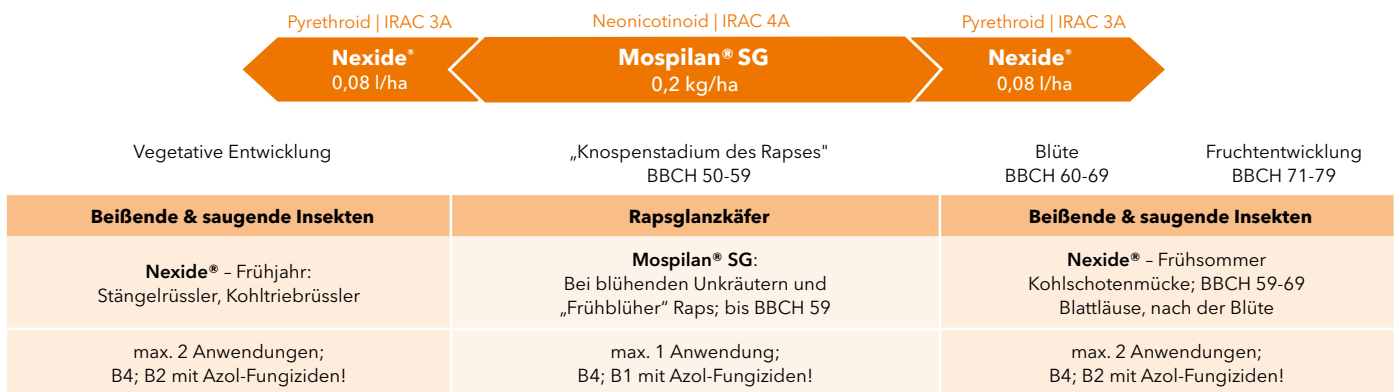 Pyrethroid | IRAC 3A
Neonicotinoid | IRAC 4A
Pyrethroid | IRAC 3A
Nexide®
0,08 l/ha
Mospilan® SG
0,2 kg/ha
Nexide®
0,08 l/ha
Vegetative Entwicklung
„Knospenstadium des Rapses"
BBCH 50-59
Blüte
BBCH 60-69
Fruchtentwicklung
BBCH 71-79
Beißende & saugende Insekten
Rapsglanzkäfer
Beißende & saugende Insekten
Nexide® – Frühjahr:
Stängelrüssler, Kohltriebrüssler
Mospilan® SG:
Bei blühenden Unkräutern und
„Frühblüher“ Raps; bis BBCH 59
Nexide® – Frühsommer
Kohlschotenmücke; BBCH 59-69
Blattläuse, nach der Blüte
max. 2 Anwendungen;
B4; B2 mit Azol-Fungiziden!
max. 1 Anwendung;
B4; B1 mit Azol-Fungiziden!
max. 2 Anwendungen;
B4; B2 mit Azol-Fungiziden!